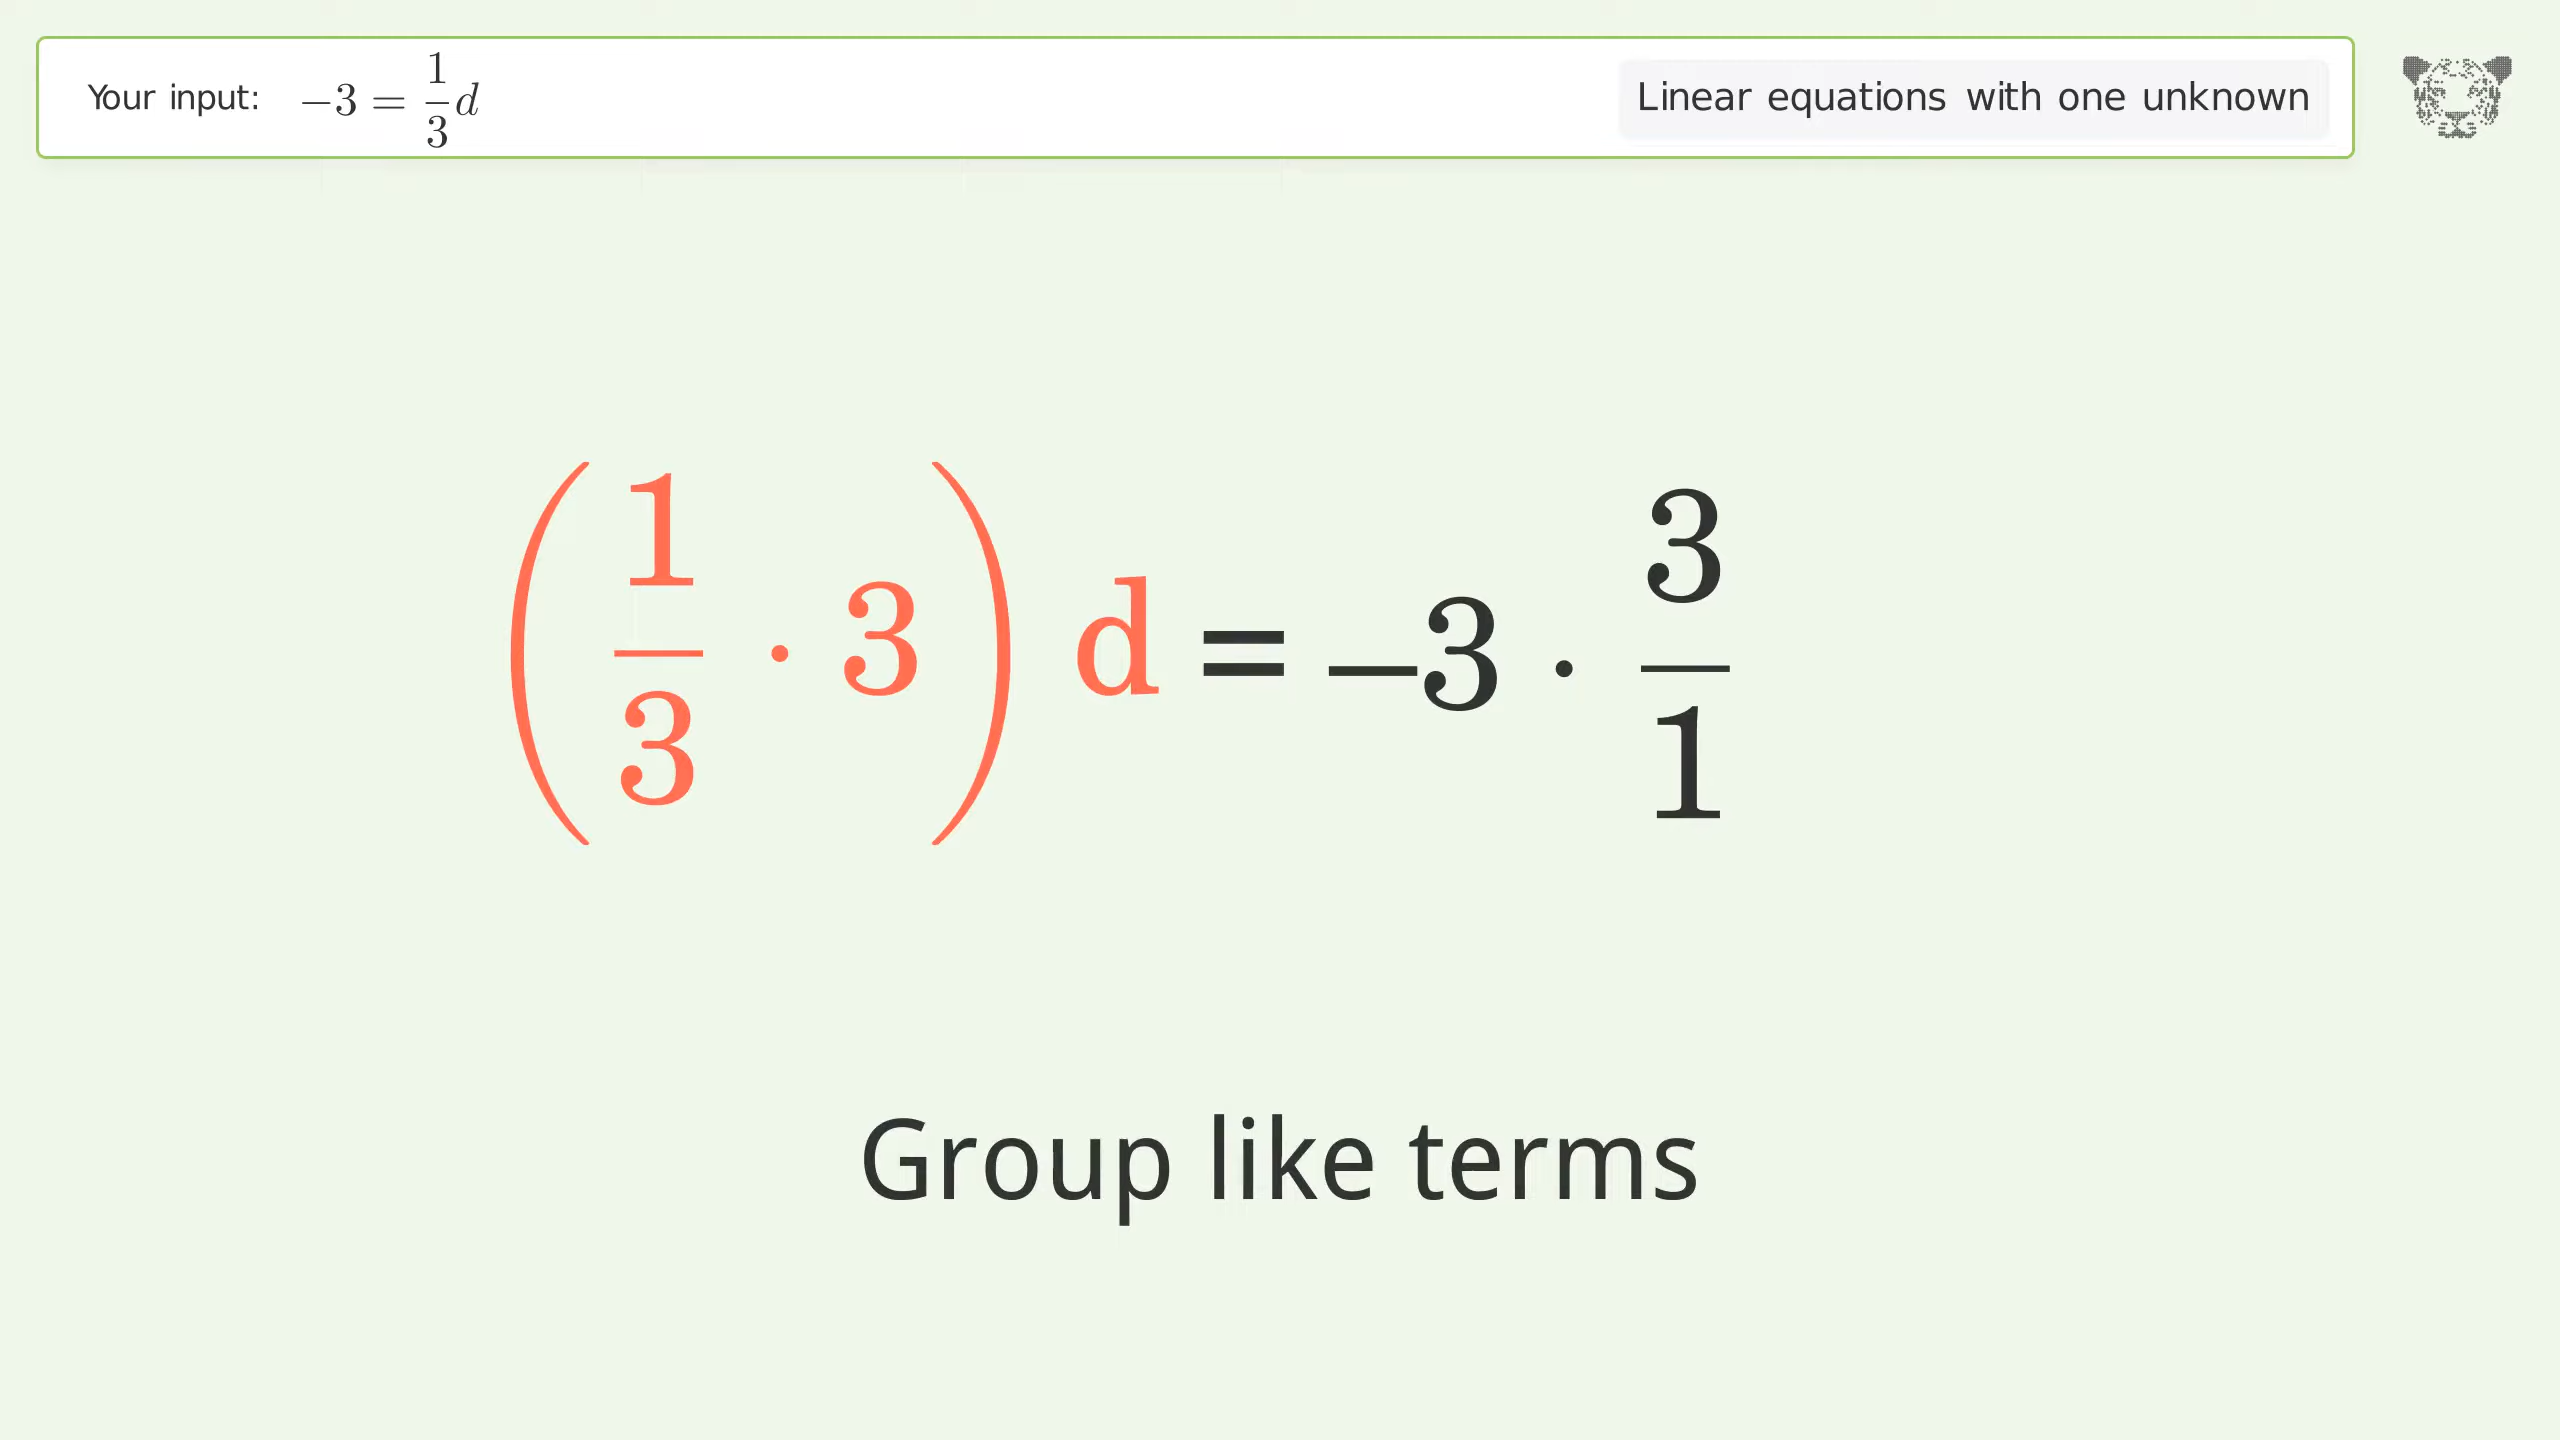 Your input: −3 = 1/3 d
Linear equations with one unknown
(1/3 · 3) d = −3 · 3/1
Group like terms